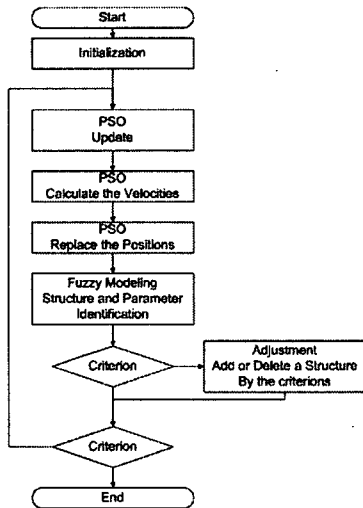 Start
Initialization
PSO
Update
PSO
Calculate the Velocities
PSO
Replace the Positions
Fuzzy Modeling
Structure and Parameter
Identification
Criterion
Adjustment
Add or Delete a Structure
By the criterions
Criterion
End